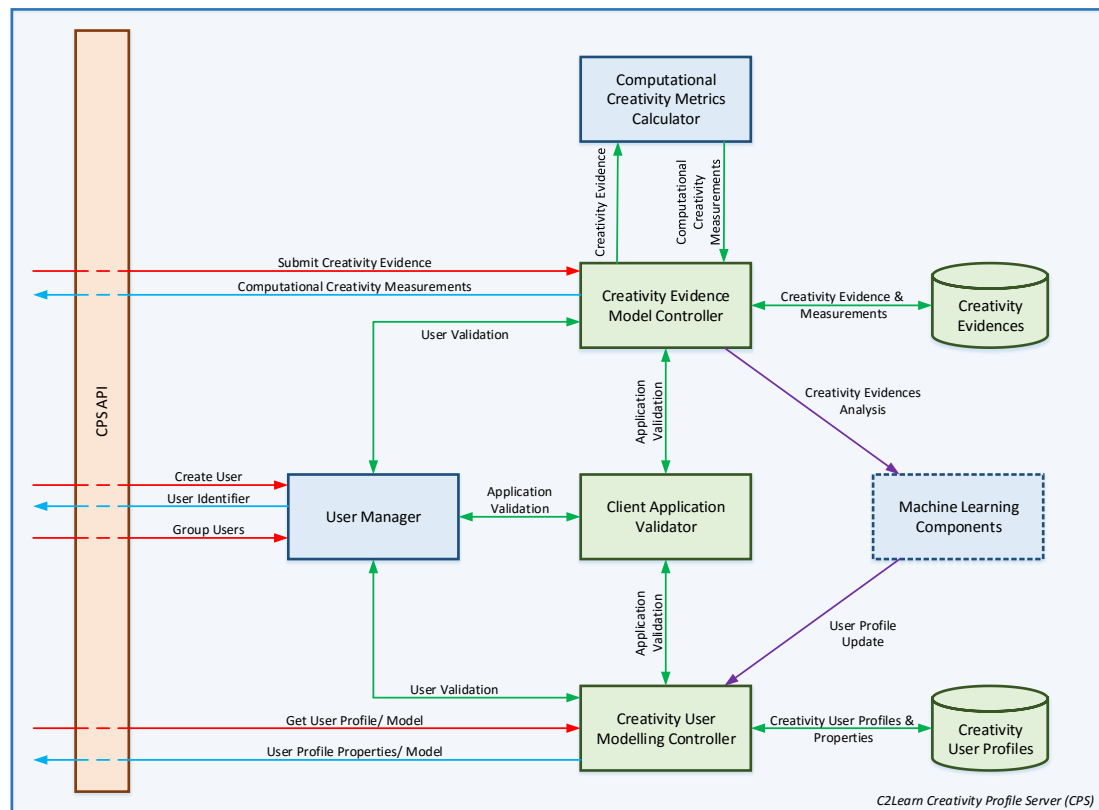 Computational
Creativity Metrics
Calculator
Creativity Evidence
Computational
Creativity
Measurements
Submit Creativity Evidence
Computational Creativity Measurements
Creativity Evidence
Model Controller
Creativity Evidence &
Measurements
Creativity
Evidences
User Validation
Application
Validation
Creativity Evidences
Analysis
CPS API
Create User
User Identifier
Group Users
User Manager
Application
Validation
Client Application
Validator
Machine Learning
Components
Application
Validation
User Profile
Update
User Validation
Get User Profile/ Model
User Profile Properties/ Model
Creativity User
Modelling Controller
Creativity User Profiles &
Properties
Creativity
User Profiles
C2Learn Creativity Profile Server (CPS)